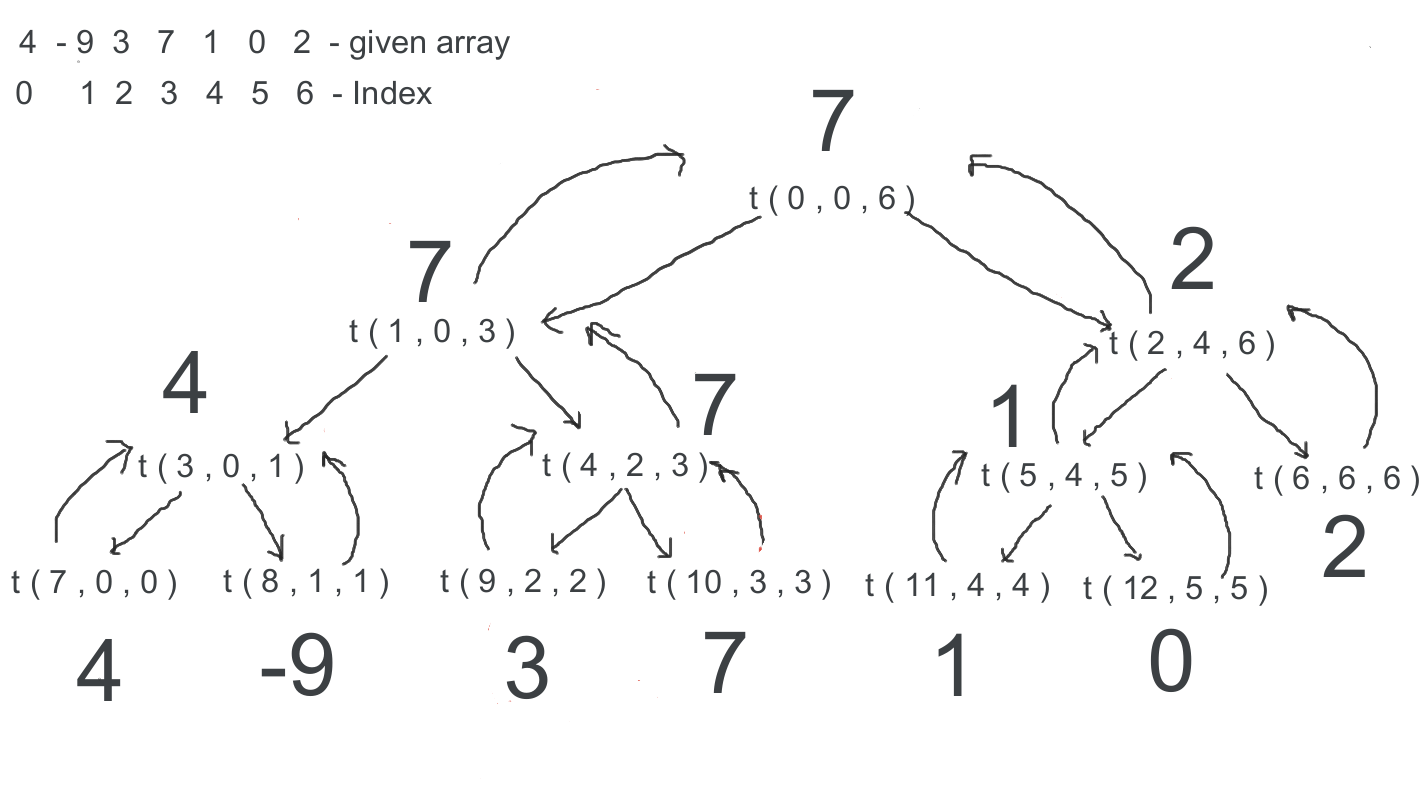 4 -9 3 7 1 0 2 - given array
0 1 2 3 4 5 6 - Index
7
t(0,0,6)
7
2
t(1,0,3)
t(2,4,6)
4
7
1
t(3,0,1)
t(4,2,3)
t(5,4,5)
t(6,6,6)
2
t(7,0,0)
t(8,1,1)
t(9,2,2)
t(10,3,3)
t(11,4,4)
t(12,5,5)
4
-9
3
7
1
0